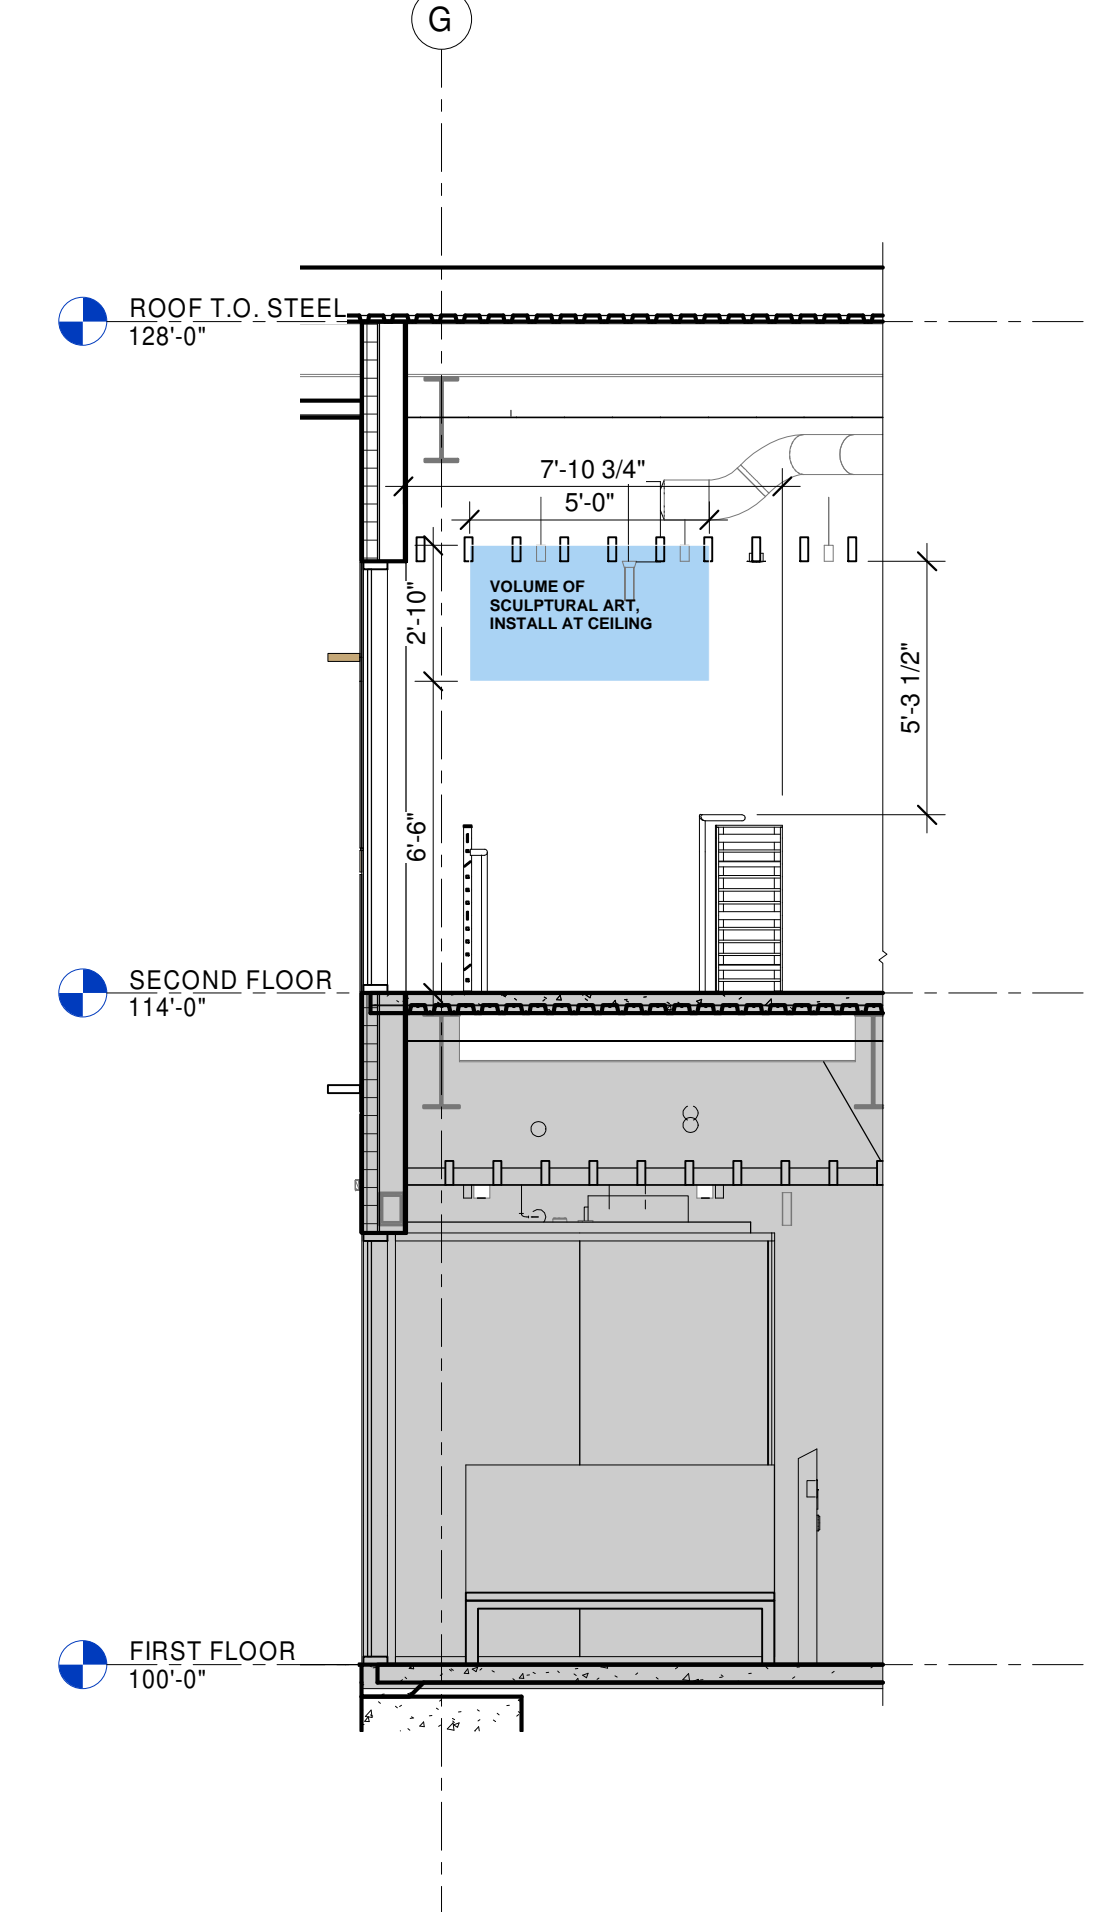 G
ROOF T.O. STEEL
128'-0"
7'-10 3/4"
5'-0"
VOLUME OF
SCULPTURAL ART,
INSTALL AT CEILING
2'-10"
5'-3 1/2"
6'-6"
SECOND FLOOR
114'-0"
FIRST FLOOR
100'-0"